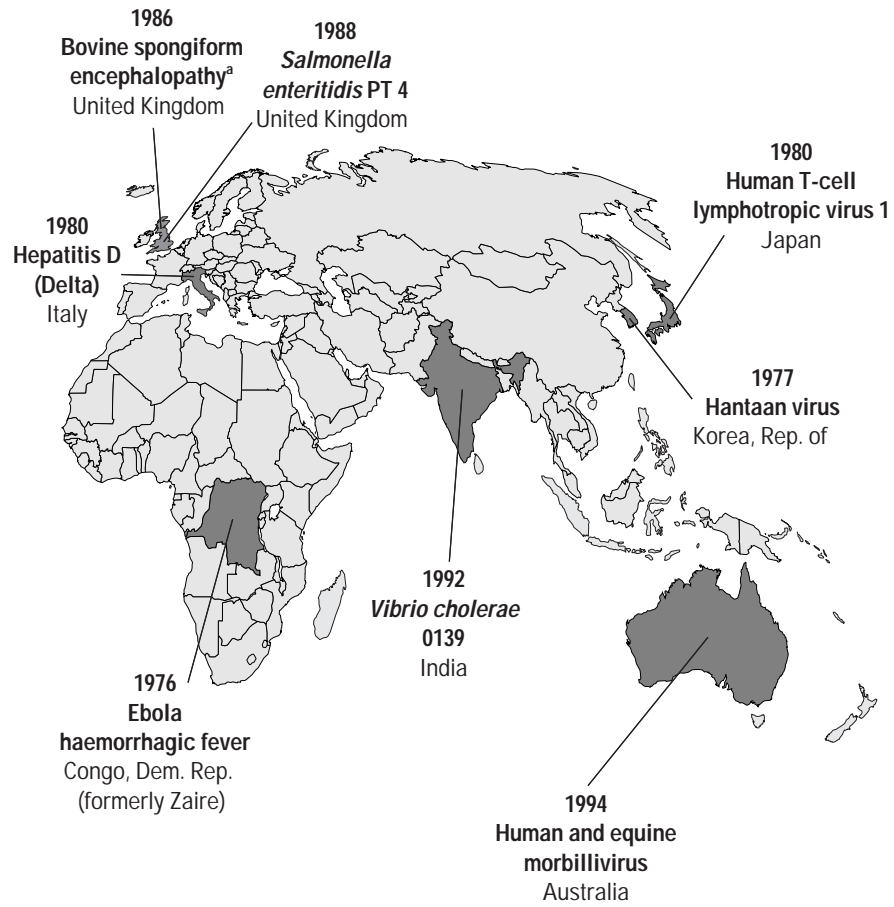 1986
Bovine spongiform
encephalopathyᵃ
United Kingdom
1988
Salmonella
enteritidis PT 4
United Kingdom
1980
Human T-cell
lymphotropic virus 1
Japan
1980
Hepatitis D
(Delta)
Italy
1977
Hantaan virus
Korea, Rep. of
1992
Vibrio cholerae
0139
India
1976
Ebola
haemorrhagic fever
Congo, Dem. Rep.
(formerly Zaire)
1994
Human and equine
morbillivirus
Australia